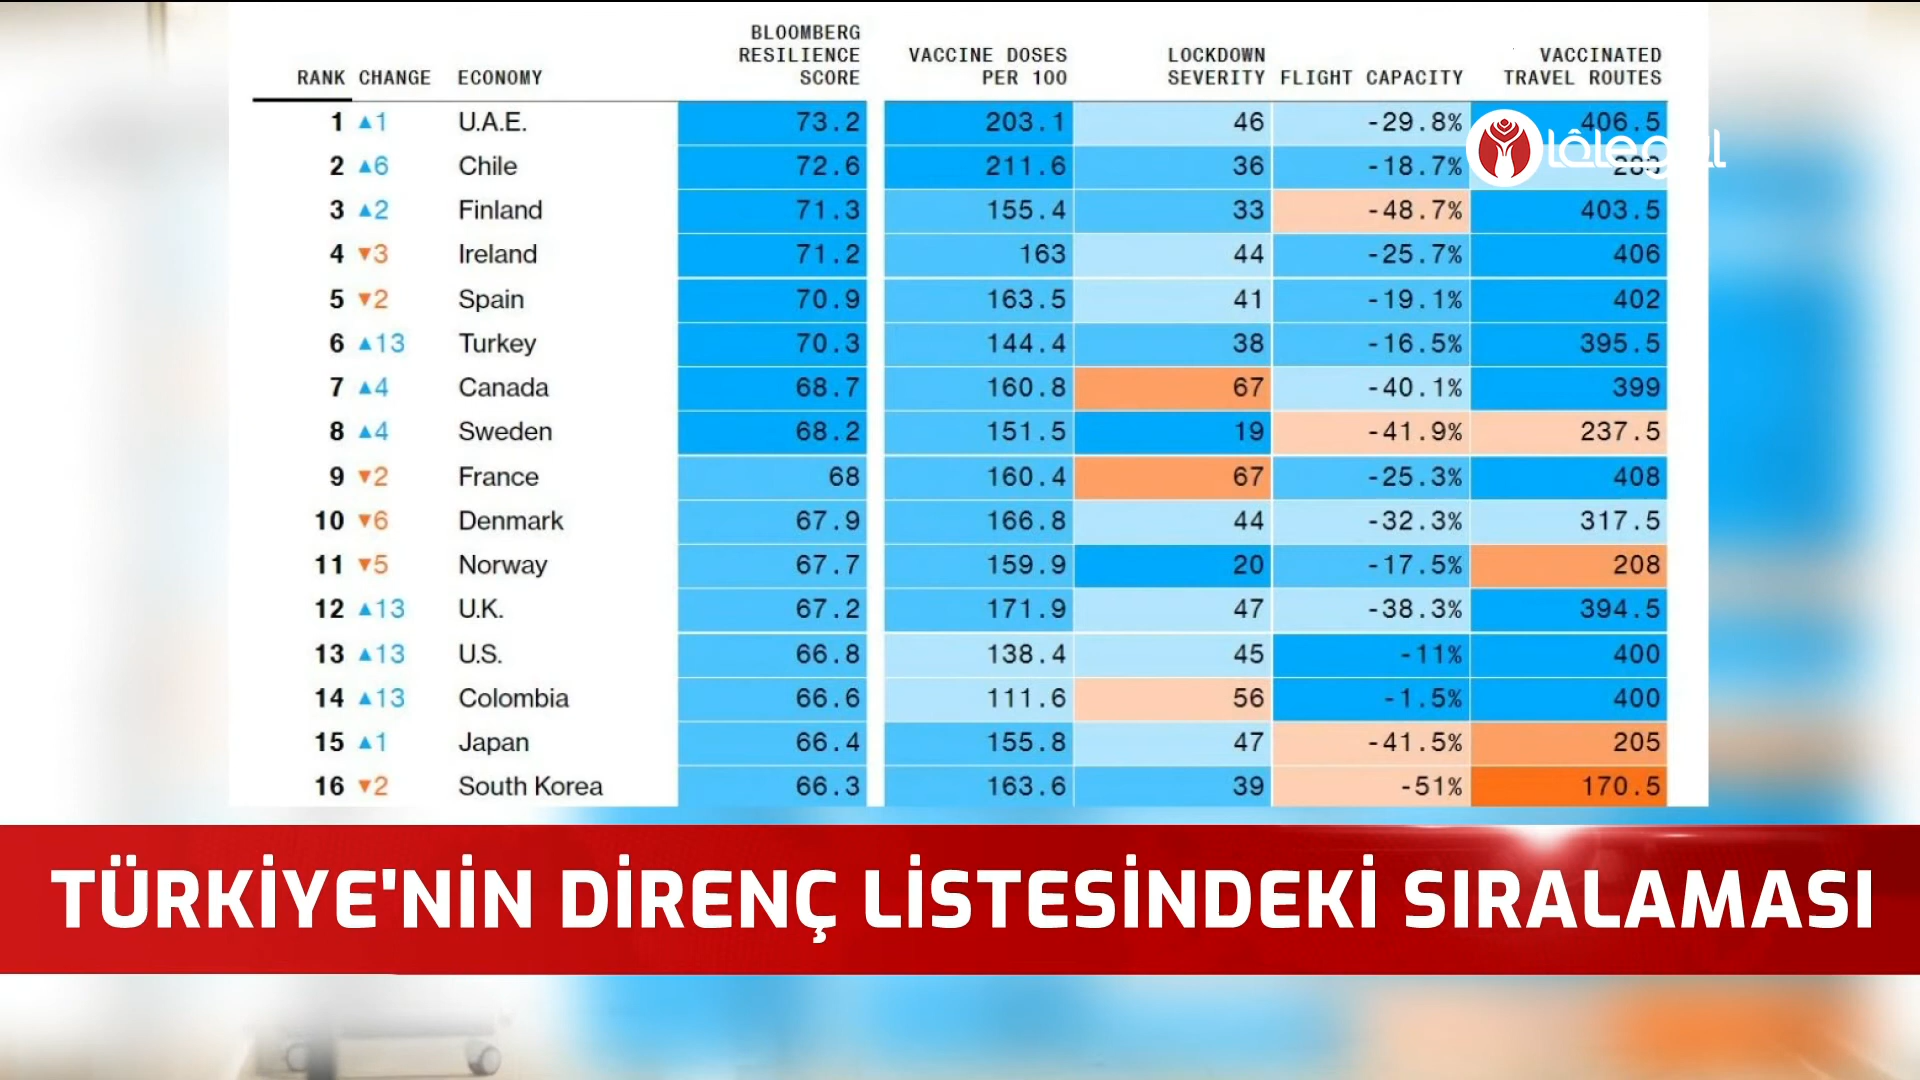 BLOOMBERG RESILIENCE SCORE
RANK CHANGE ECONOMY VACCINE DOSES PER 100 LOCKDOWN SEVERITY FLIGHT CAPACITY VACCINATED TRAVEL ROUTES
1 ▲1 U.A.E. 73.2 203.1 46 -29.8% 406.5
lâlegül
2 ▲6 Chile 72.6 211.6 36 -18.7%
3 ▲2 Finland 71.3 155.4 33 -48.7% 403.5
4 ▼3 Ireland 71.2 163 44 -25.7% 406
5 ▼2 Spain 70.9 163.5 41 -19.1% 402
6 ▲13 Turkey 70.3 144.4 38 -16.5% 395.5
7 ▲4 Canada 68.7 160.8 67 -40.1% 399
8 ▲4 Sweden 68.2 151.5 19 -41.9% 237.5
9 ▼2 France 68 160.4 67 -25.3% 408
10 ▼6 Denmark 67.9 166.8 44 -32.3% 317.5
11 ▼5 Norway 67.7 159.9 20 -17.5% 208
12 ▲13 U.K. 67.2 171.9 47 -38.3% 394.5
13 ▲13 U.S. 66.8 138.4 45 -11% 400
14 ▲13 Colombia 66.6 111.6 56 -1.5% 400
15 ▲1 Japan 66.4 155.8 47 -41.5% 205
16 ▼2 South Korea 66.3 163.6 39 -51% 170.5
TÜRKİYE'NİN DİRENÇ LİSTESİNDEKİ SIRALAMASI